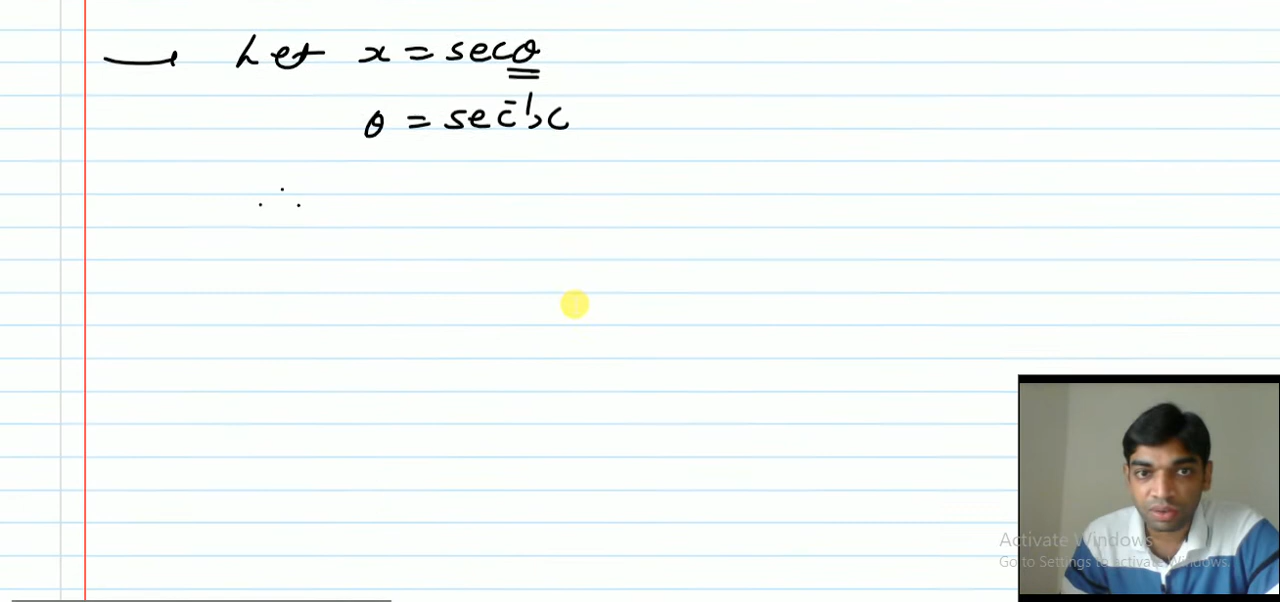 Let x = secθ
θ = sec⁻¹x
∴
Activate Windows
Go to Settings to activate Windows.